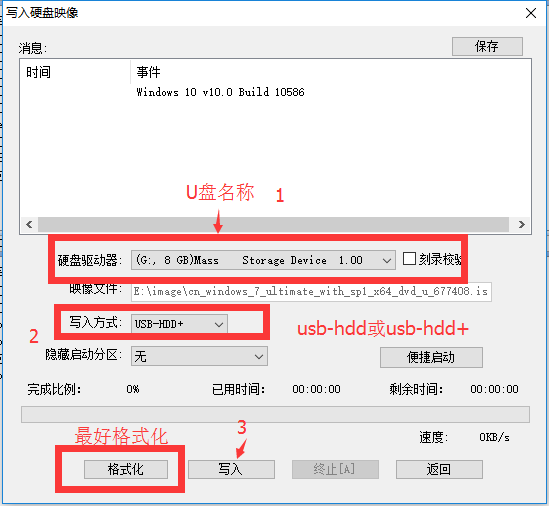 写入硬盘映像
消息:
保存
时间 事件
Windows 10 v10.0 Build 10586
U盘名称 1
硬盘驱动器: (G:, 8 GB)Mass Storage Device 1.00 刻录校验
映像文件: E:\image\cn_windows_7_ultimate_with_sp1_x64_dvd_u_677408.is
写入方式: USB-HDD+
2
usb-hdd或usb-hdd+
隐藏启动分区: 无 便捷启动
完成比例: 0% 已用时间: 00:00:00 剩余时间: 00:00:00
最好格式化 3
速度: 0KB/s
格式化 写入 终止[A] 返回